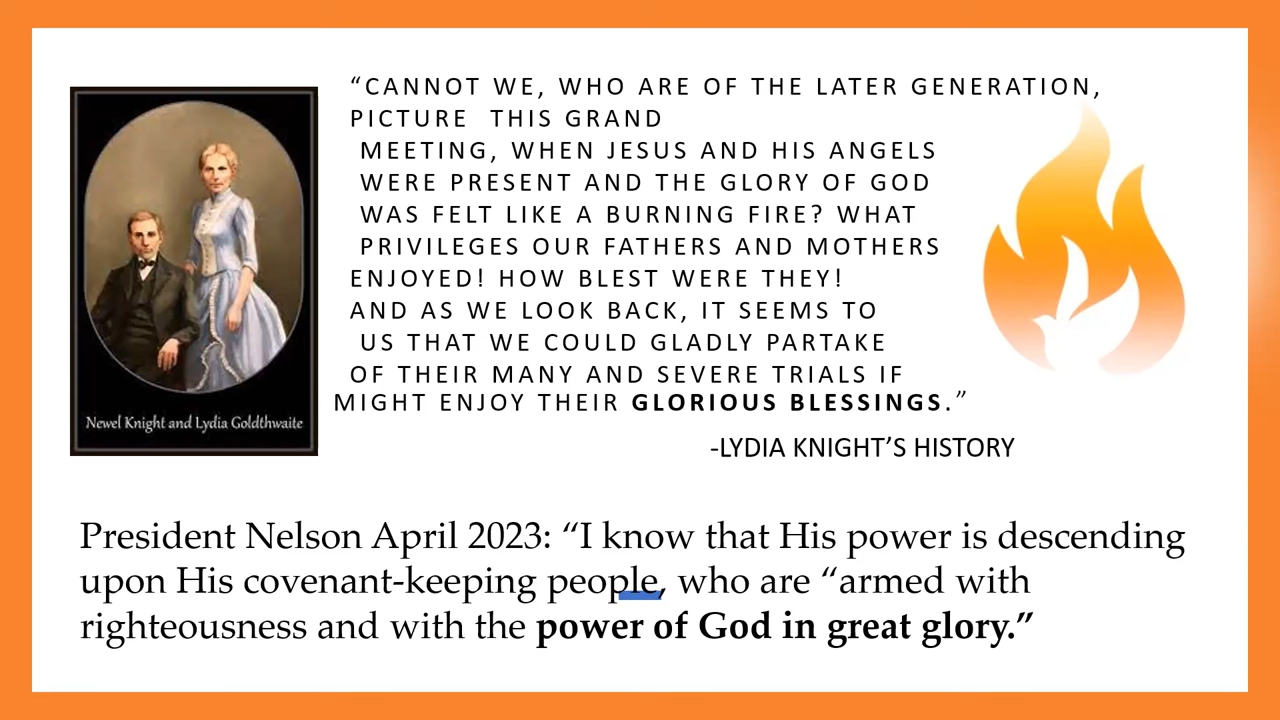 “CANNOT WE, WHO ARE OF THE LATER GENERATION,
PICTURE THIS GRAND
MEETING, WHEN JESUS AND HIS ANGELS
WERE PRESENT AND THE GLORY OF GOD
WAS FELT LIKE A BURNING FIRE? WHAT
PRIVILEGES OUR FATHERS AND MOTHERS
ENJOYED! HOW BLEST WERE THEY!
AND AS WE LOOK BACK, IT SEEMS TO
US THAT WE COULD GLADLY PARTAKE
OF THEIR MANY AND SEVERE TRIALS IF
MIGHT ENJOY THEIR GLORIOUS BLESSINGS.”
-LYDIA KNIGHT’S HISTORY
Newel Knight and Lydia Goldthwaite
President Nelson April 2023: “I know that His power is descending
upon His covenant-keeping people, who are “armed with
righteousness and with the power of God in great glory.”